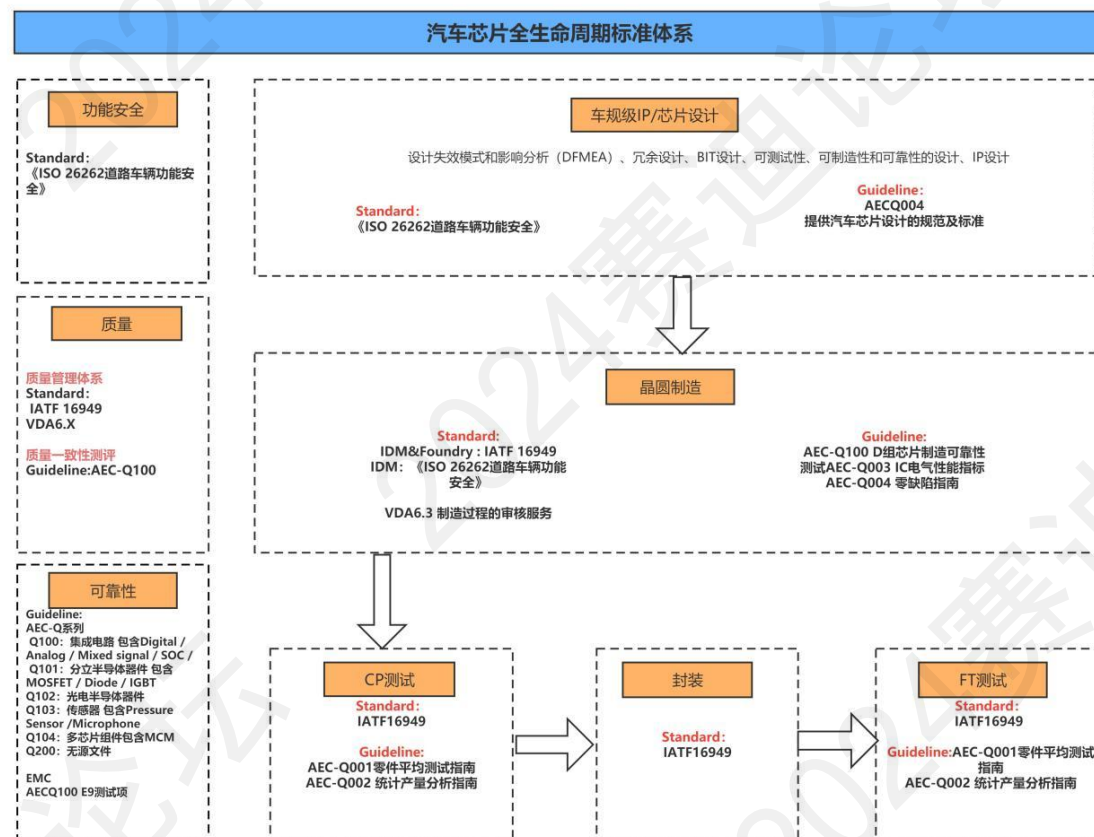 汽车芯片全生命周期标准体系
功能安全
Standard：
《ISO 26262道路车辆功能安
全》
车规级IP/芯片设计
设计失效模式和影响分析（DFMEA）、冗余设计、BIT设计、可测试性、可制造性和可靠性的设计、IP设计
Standard：
《ISO 26262道路车辆功能安全》
Guideline：
AECQ004
提供汽车芯片设计的规范及标准
质量
质量管理体系
Standard：
IATF 16949
VDA6.X
质量一致性测评
Guideline:AEC-Q100
晶圆制造
Standard:
IDM&Foundry : IATF 16949
IDM：《ISO 26262道路车辆功能
安全》
VDA6.3 制造过程的审核服务
Guideline:
AEC-Q100 D组芯片制造可靠性
测试AEC-Q003 IC电气性能指标
AEC-Q004 零缺陷指南
可靠性
Guideline:
AEC-Q系列
Q100：集成电路 包含Digital /
Analog / Mixed signal / SOC /
Q101：分立半导体器件 包含
MOSFET / Diode / IGBT
Q102：光电半导体器件
Q103：传感器 包含Pressure
Sensor /Microphone
Q104：多芯片组件包含MCM
Q200：无源文件
EMC
AECQ100 E9测试项
CP测试
Standard：
IATF16949
Guideline：
AEC-Q001零件平均测试指南
AEC-Q002 统计产量分析指南
封装
Standard：
IATF16949
FT测试
Standard：
IATF16949
Guideline:AEC-Q001零件平均测试
指南
AEC-Q002 统计产量分析指南
2024赛迪论坛